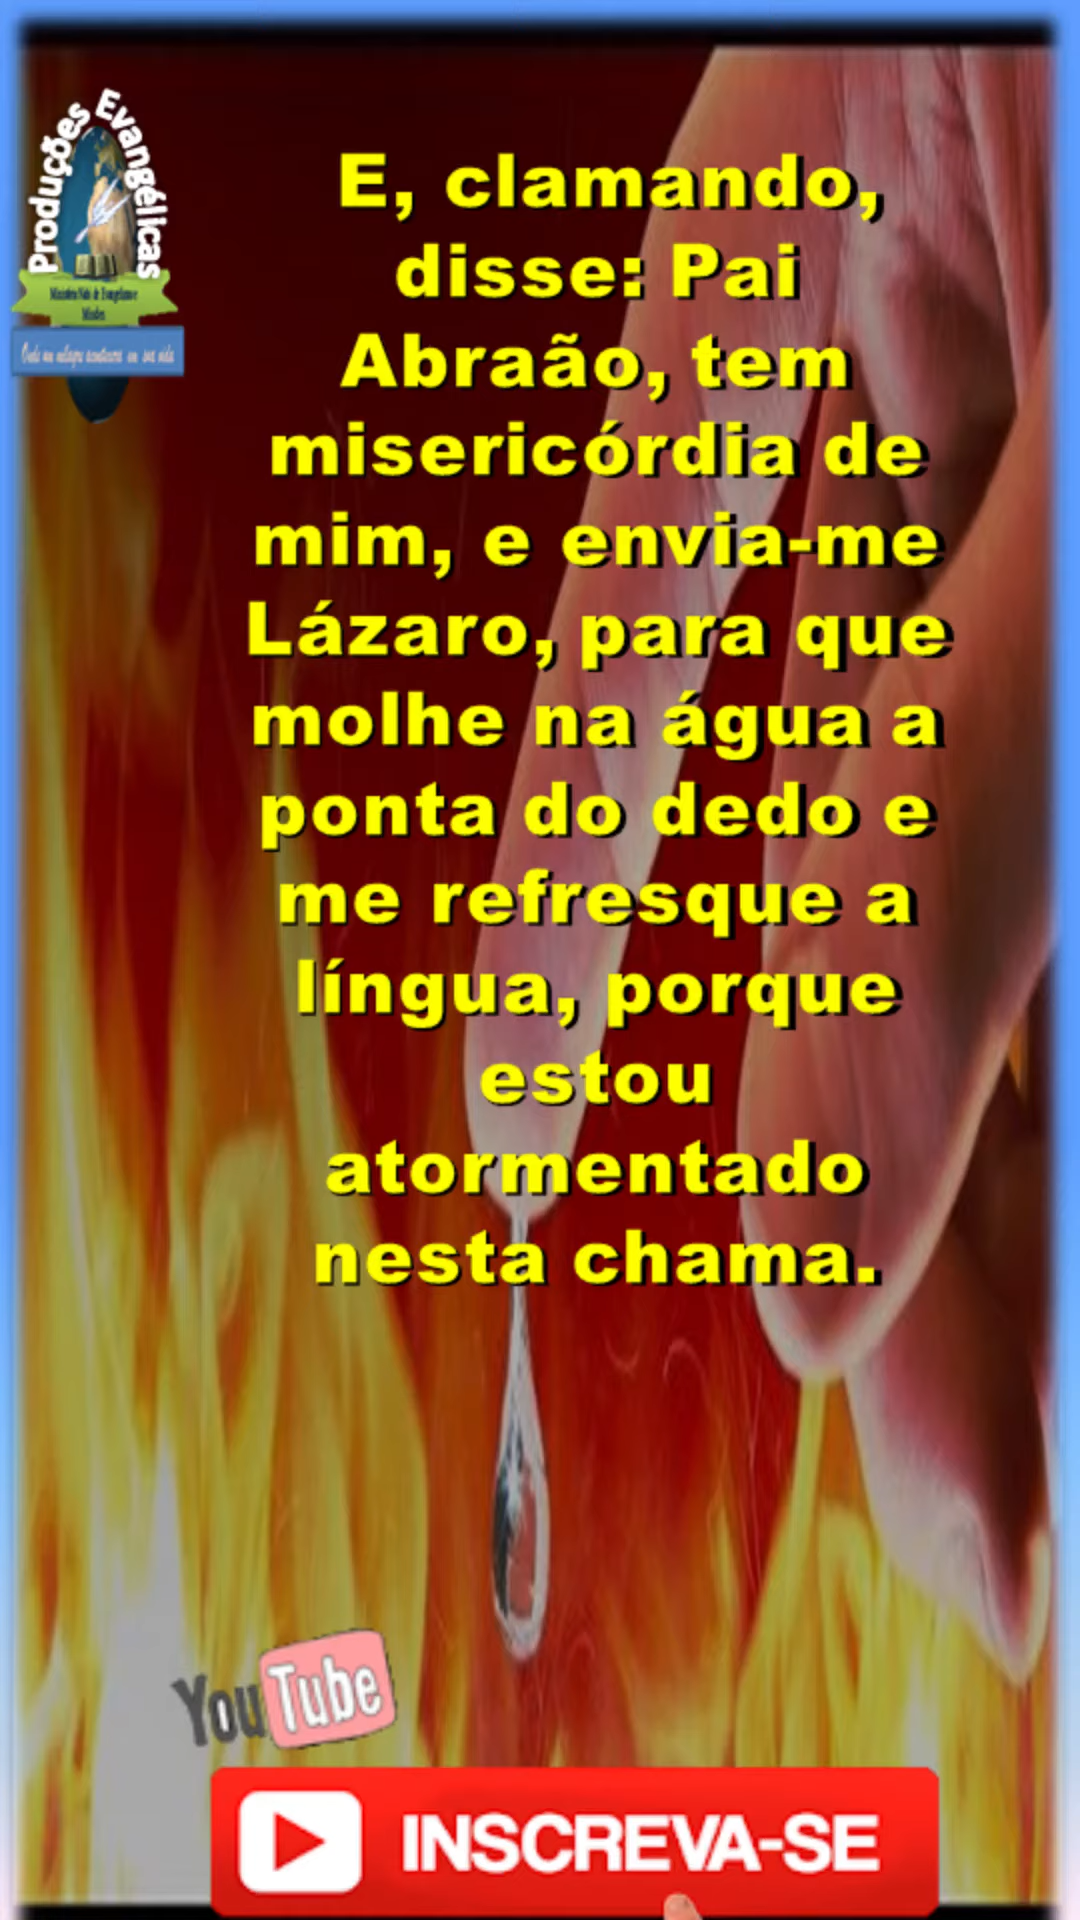 Produções Evangélicas
E, clamando,
disse: Pai
Abraão, tem
misericórdia de
mim, e envia-me
Lázaro, para que
molhe na água a
ponta do dedo e
me refresque a
língua, porque
estou
atormentado
nesta chama.
YouTube
INSCREVA-SE